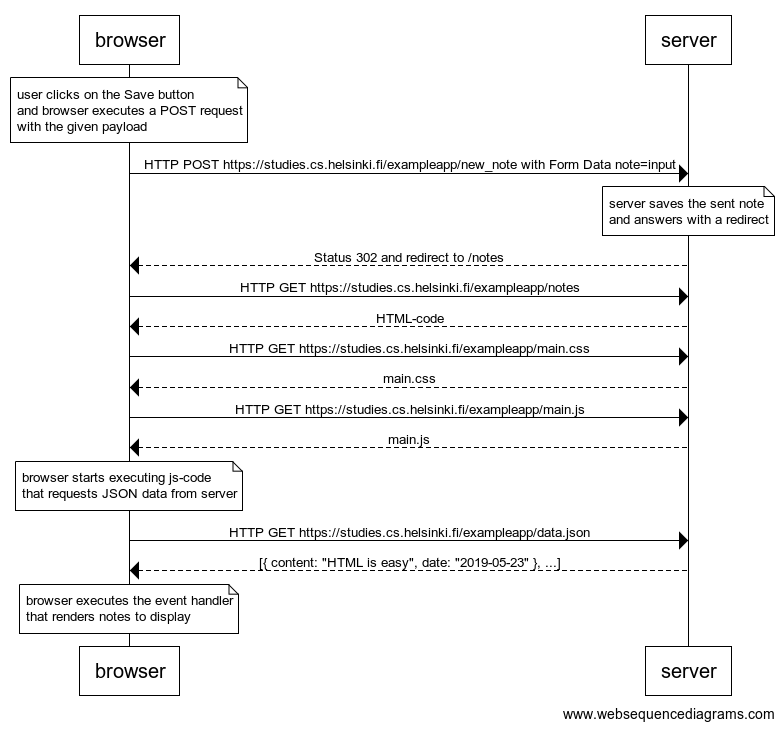 browser
server
user clicks on the Save button
and browser executes a POST request
with the given payload
HTTP POST https://studies.cs.helsinki.fi/exampleapp/new_note with Form Data note=input
server saves the sent note
and answers with a redirect
Status 302 and redirect to /notes
HTTP GET https://studies.cs.helsinki.fi/exampleapp/notes
HTML-code
HTTP GET https://studies.cs.helsinki.fi/exampleapp/main.css
main.css
HTTP GET https://studies.cs.helsinki.fi/exampleapp/main.js
main.js
browser starts executing js-code
that requests JSON data from server
HTTP GET https://studies.cs.helsinki.fi/exampleapp/data.json
[{ content: "HTML is easy", date: "2019-05-23" }, ...]
browser executes the event handler
that renders notes to display
browser
server
www.websequencediagrams.com